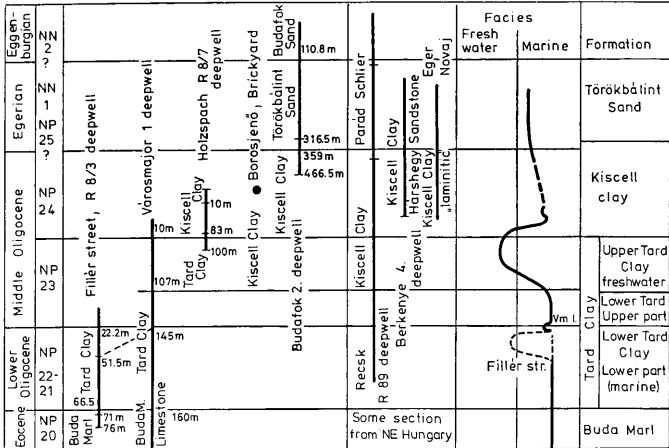 Eggen-
burgian
NN
2
?
Egerian
NN
1
NP
25
?
Middle Oligocene
NP
24
NP
23
Lower
Oligocene
NP
22-
21
Eocene
NP
20
Fillér street, R 8/3 deepwell
22.2m
51.5m
66.5
Tard Clay
Buda
Marl
71m
76m
Városmajor 1 deepwell
10m
107m
145m
160m
Tard Clay
BudaM.
Limestone
Holzspach R 8/7
deepwell
Kiscell
Clay
10m
83m
100m
Tard
Clay
Borosjenő, Brickyard
Kiscell Clay
Budafok
Sand
110.8m
Törökbálint
Sand
316.5m
359m
466.5m
Kiscell Clay
Budafok 2. deepwell
Parád Schlier
Kiscell Clay
Recsk
R 89 deepwell
Kiscell Clay
Harshegy Sandstone
Berkenye 4.
deepwell
Eger
Novaj
Kiscell Clay
"laminitic
Some section
from NE Hungary
Facies
Fresh
water
Marine
Vm I.
Fillér str.
Formation
Törökbálint
Sand
Kiscell
clay
Tard Clay
Upper Tard
Clay
freshwater
Lower Tard
Upper part
Lower Tard
Clay
Lower part
(marine)
Buda Marl